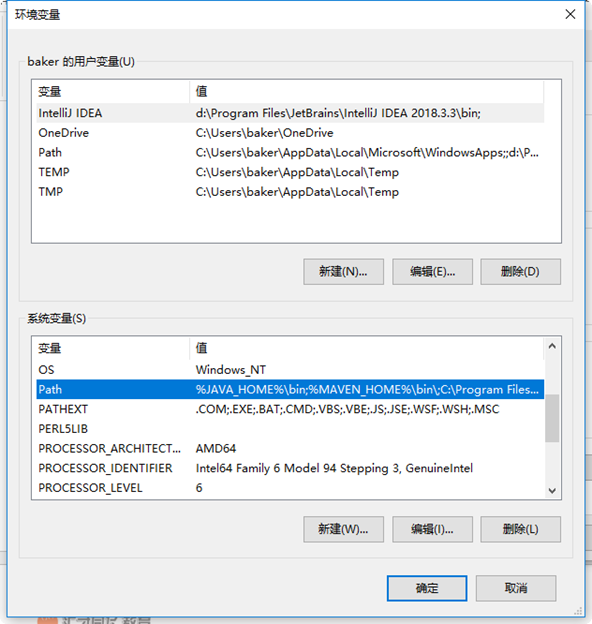 环境变量
baker 的用户变量(U)
变量 值
IntelliJ IDEA d:\Program Files\JetBrains\IntelliJ IDEA 2018.3.3\bin;
OneDrive C:\Users\baker\OneDrive
Path C:\Users\baker\AppData\Local\Microsoft\WindowsApps;;d:\P...
TEMP C:\Users\baker\AppData\Local\Temp
TMP C:\Users\baker\AppData\Local\Temp
新建(N)... 编辑(E)... 删除(D)
系统变量(S)
变量 值
OS Windows_NT
Path %JAVA_HOME%\bin;%MAVEN_HOME%\bin\;C:\Program Files...
PATHEXT .COM;.EXE;.BAT;.CMD;.VBS;.VBE;.JS;.JSE;.WSF;.WSH;.MSC
PERL5LIB
PROCESSOR_ARCHITECT... AMD64
PROCESSOR_IDENTIFIER Intel64 Family 6 Model 94 Stepping 3, GenuineIntel
PROCESSOR_LEVEL 6
新建(W)... 编辑(I)... 删除(L)
确定 取消